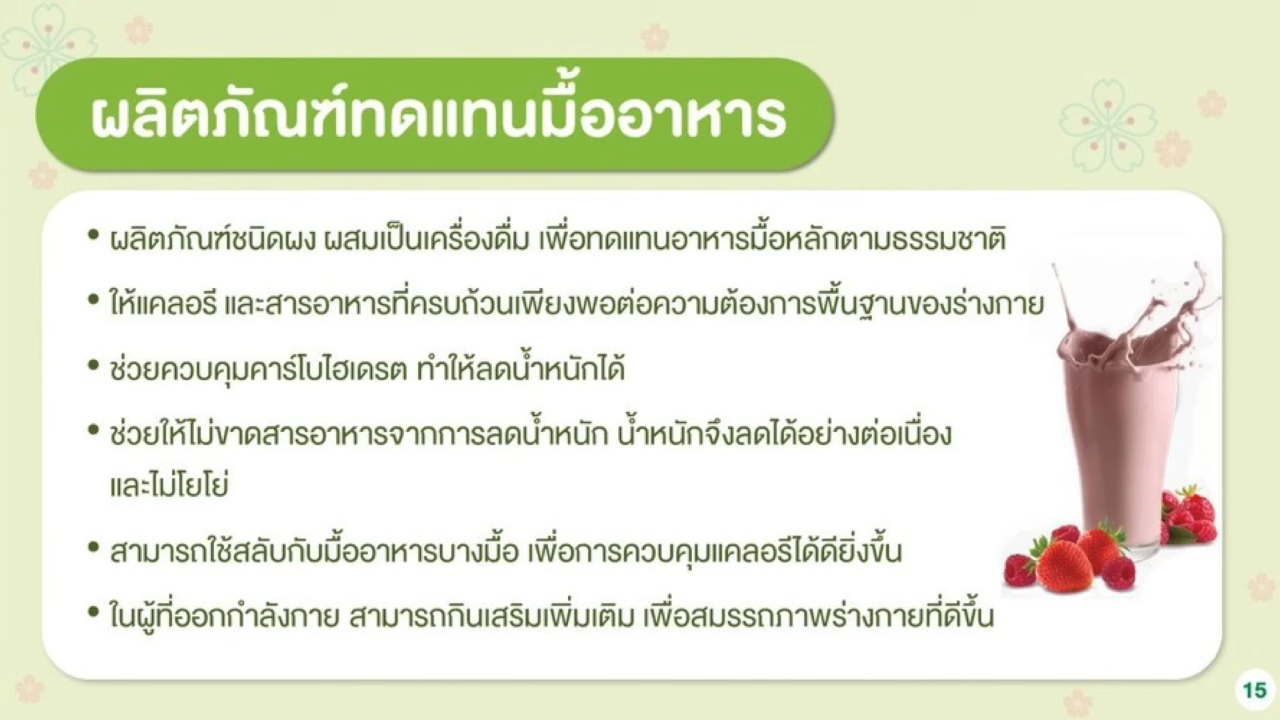 ผลิตภัณฑ์ทดแทนมื้ออาหาร
• ผลิตภัณฑ์ชนิดผง ผสมเป็นเครื่องดื่ม เพื่อทดแทนอาหารมื้อหลักตามธรรมชาติ
• ให้แคลอรี และสารอาหารที่ครบถ้วนเพียงพอต่อความต้องการพื้นฐานของร่างกาย
• ช่วยควบคุมคาร์โบไฮเดรต ทำให้ลดน้ำหนักได้
• ช่วยให้ไม่ขาดสารอาหารจากการลดน้ำหนัก น้ำหนักจึงลดได้อย่างต่อเนื่อง
และไม่โยโย่
• สามารถใช้สลับกับมื้ออาหารบางมื้อ เพื่อการควบคุมแคลอรีได้ดียิ่งขึ้น
• ในผู้ที่ออกกำลังกาย สามารถกินเสริมเพิ่มเติม เพื่อสมรรถภาพร่างกายที่ดีขึ้น
15